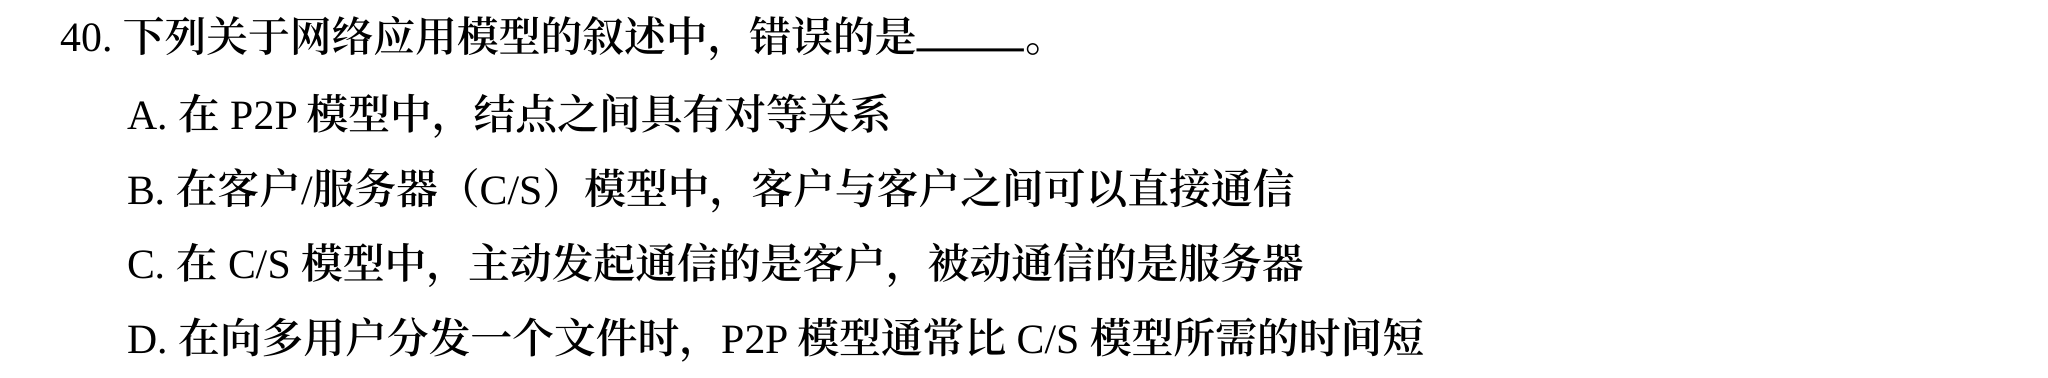 40. 下列关于网络应用模型的叙述中，错误的是_____。
A. 在 P2P 模型中，结点之间具有对等关系
B. 在客户/服务器（C/S）模型中，客户与客户之间可以直接通信
C. 在 C/S 模型中，主动发起通信的是客户，被动通信的是服务器
D. 在向多用户分发一个文件时，P2P 模型通常比 C/S 模型所需的时间短